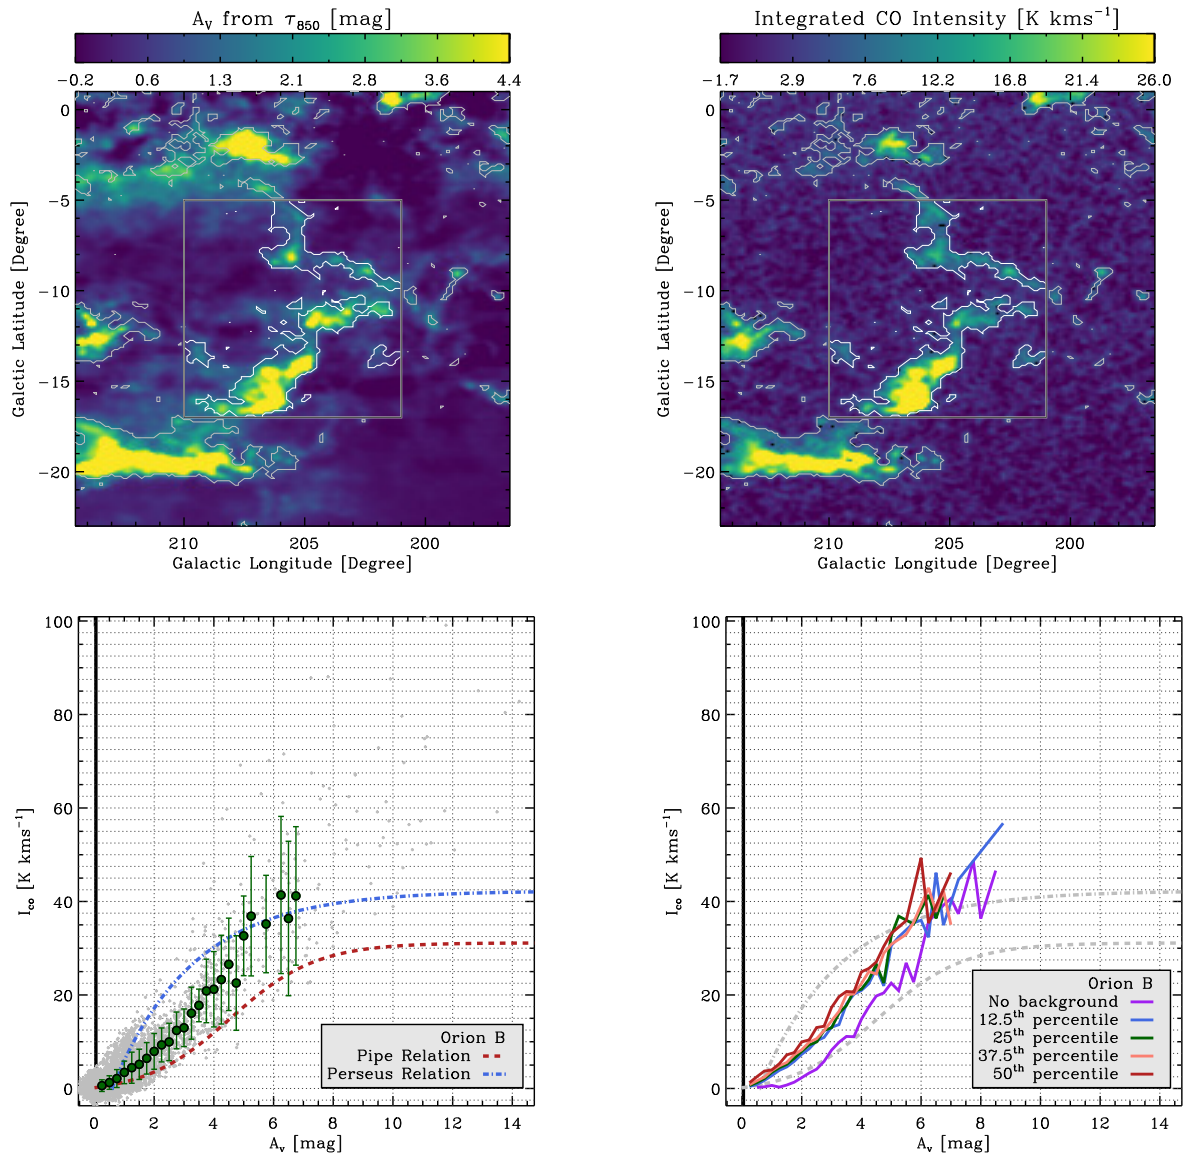 A_V from τ_850 [mag]
−0.2 0.6 1.3 2.1 2.8 3.6 4.4
0
−5
−10
−15
−20
Galactic Latitude [Degree]
210 205 200
Galactic Longitude [Degree]
Integrated CO Intensity [K kms^−1]
−1.7 2.9 7.6 12.2 16.8 21.4 26.0
0
−5
−10
−15
−20
Galactic Latitude [Degree]
210 205 200
Galactic Longitude [Degree]
100
80
60
40
20
0
I_co [K kms^−1]
Orion B
Pipe Relation
Perseus Relation
0 2 4 6 8 10 12 14
A_v [mag]
100
80
60
40
20
0
I_co [K kms^−1]
Orion B
No background
12.5^th percentile
25^th percentile
37.5^th percentile
50^th percentile
0 2 4 6 8 10 12 14
A_v [mag]